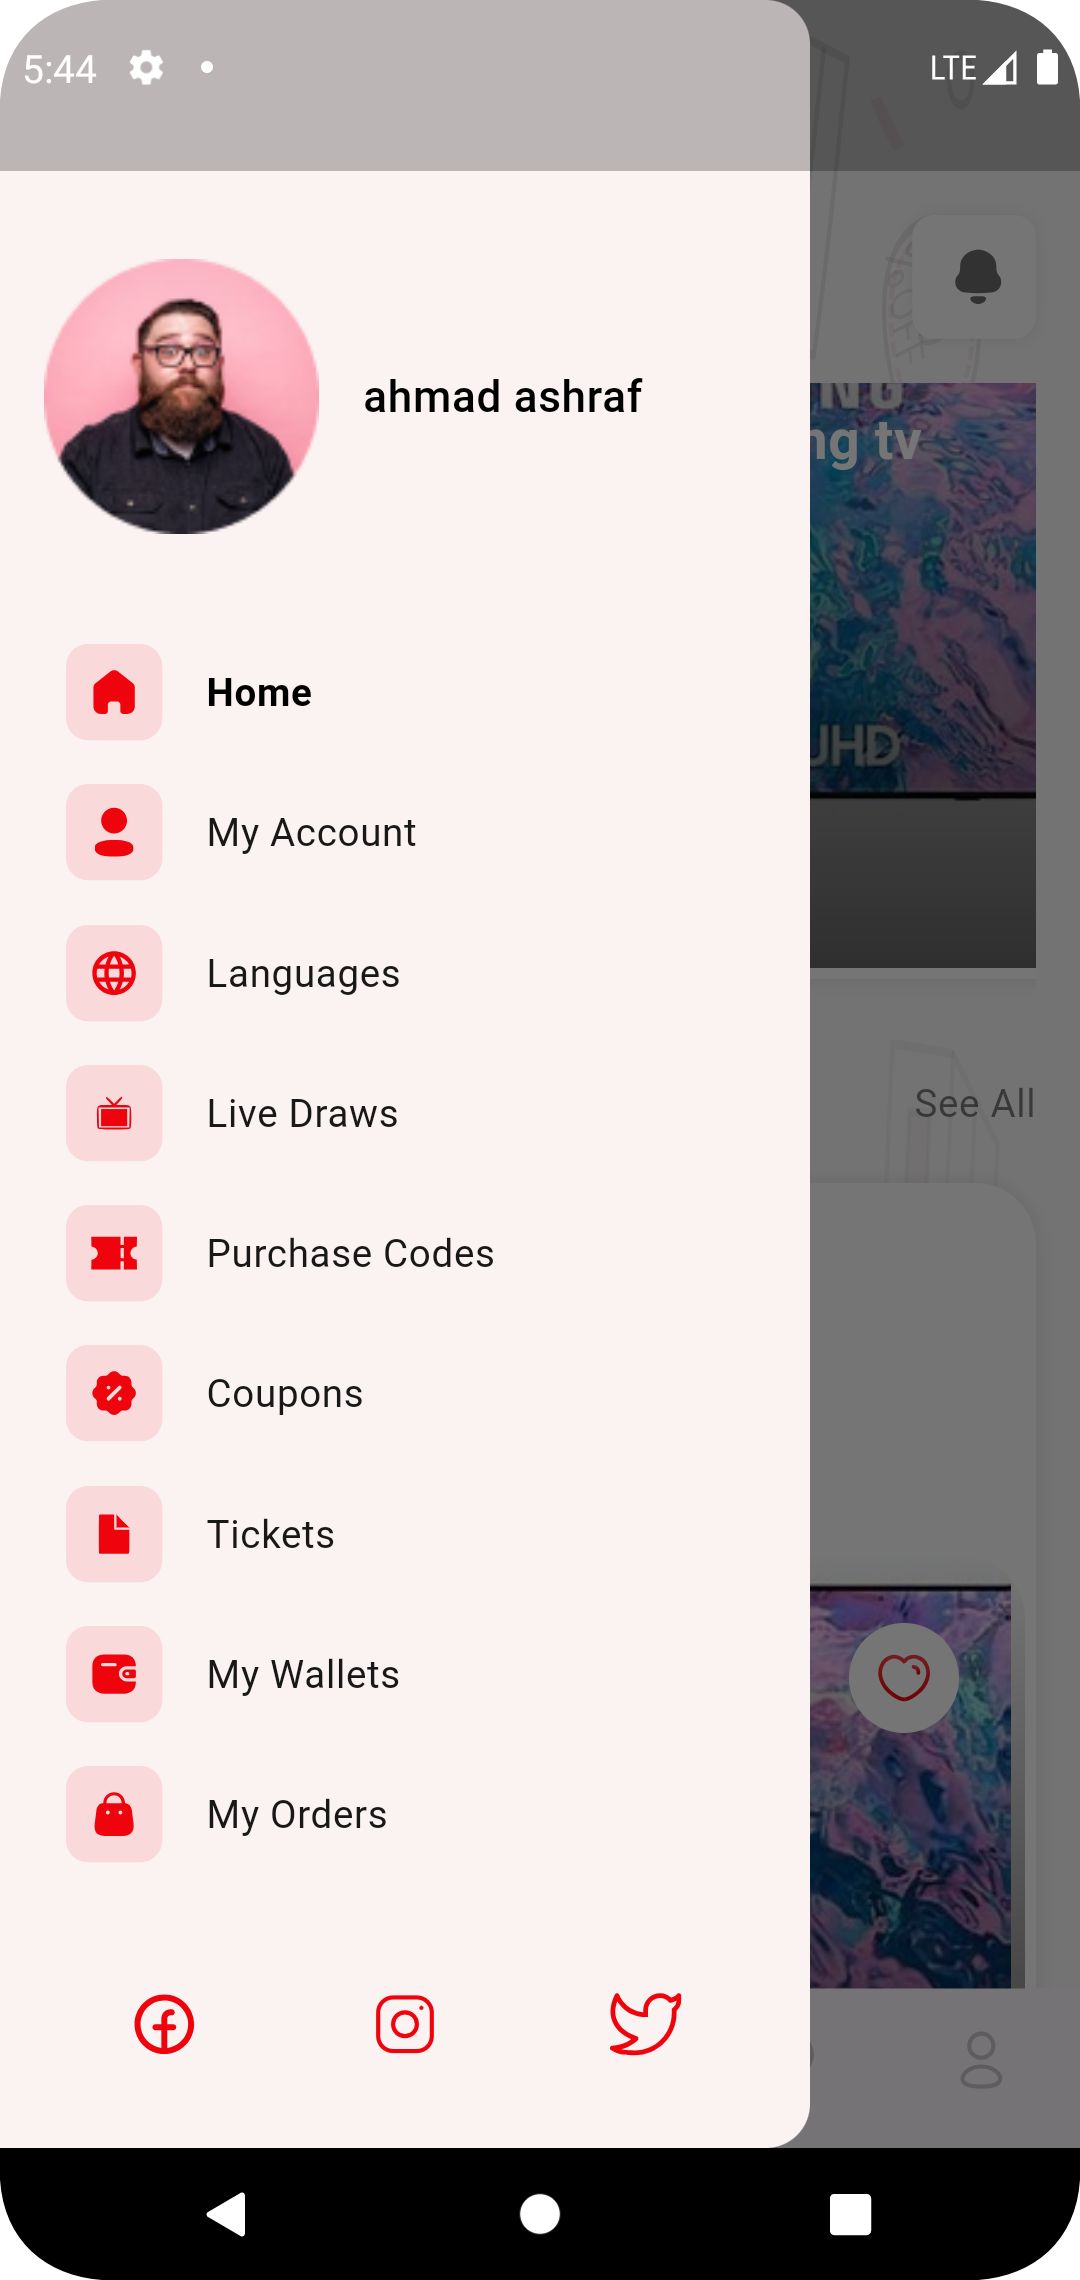 5:44
LTE
ahmad ashraf
ng tv
UHD
Home
My Account
Languages
Live Draws
See All
Purchase Codes
Coupons
Tickets
My Wallets
My Orders